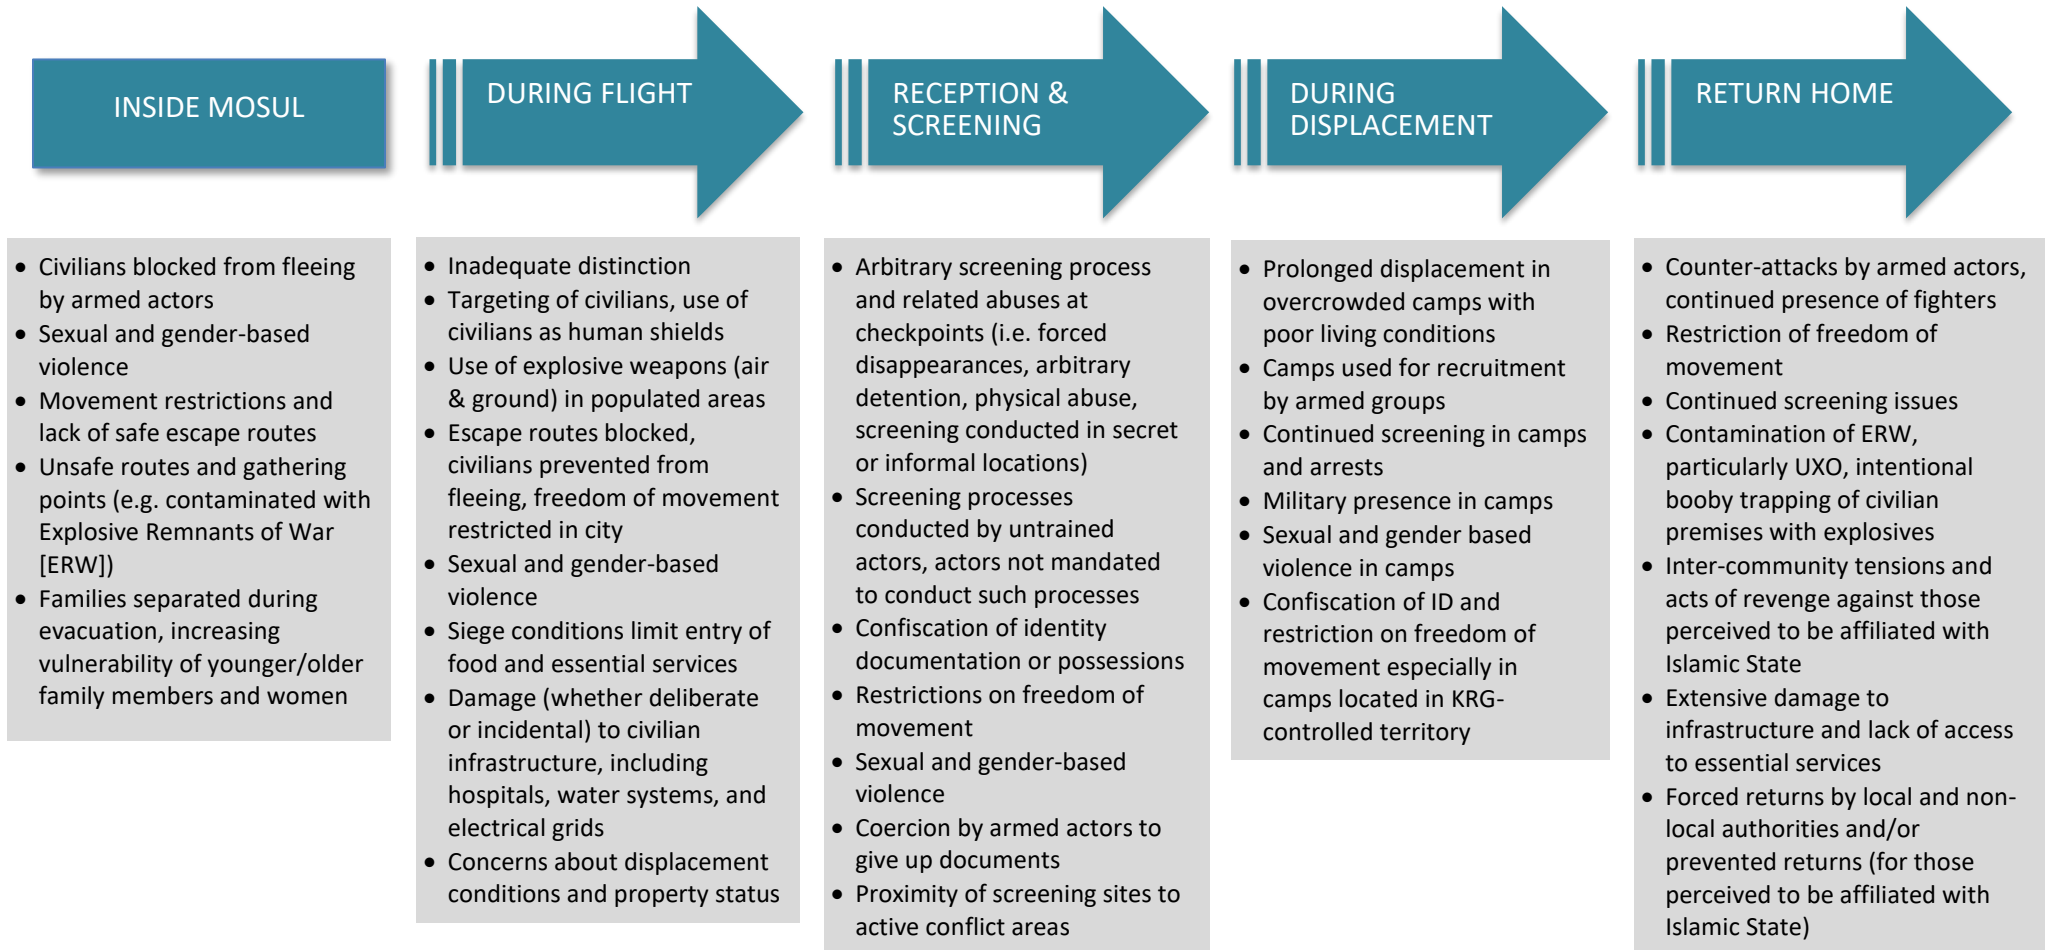 INSIDE MOSUL
DURING FLIGHT
RECEPTION &
SCREENING
DURING
DISPLACEMENT
RETURN HOME
• Civilians blocked from fleeing
by armed actors
• Sexual and gender-based
violence
• Movement restrictions and
lack of safe escape routes
• Unsafe routes and gathering
points (e.g. contaminated with
Explosive Remnants of War
[ERW])
• Families separated during
evacuation, increasing
vulnerability of younger/older
family members and women
• Inadequate distinction
• Targeting of civilians, use of
civilians as human shields
• Use of explosive weapons (air
& ground) in populated areas
• Escape routes blocked,
civilians prevented from
fleeing, freedom of movement
restricted in city
• Sexual and gender-based
violence
• Siege conditions limit entry of
food and essential services
• Damage (whether deliberate
or incidental) to civilian
infrastructure, including
hospitals, water systems, and
electrical grids
• Concerns about displacement
conditions and property status
• Arbitrary screening process
and related abuses at
checkpoints (i.e. forced
disappearances, arbitrary
detention, physical abuse,
screening conducted in secret
or informal locations)
• Screening processes
conducted by untrained
actors, actors not mandated
to conduct such processes
• Confiscation of identity
documentation or possessions
• Restrictions on freedom of
movement
• Sexual and gender-based
violence
• Coercion by armed actors to
give up documents
• Proximity of screening sites to
active conflict areas
• Prolonged displacement in
overcrowded camps with
poor living conditions
• Camps used for recruitment
by armed groups
• Continued screening in camps
and arrests
• Military presence in camps
• Sexual and gender based
violence in camps
• Confiscation of ID and
restriction on freedom of
movement especially in
camps located in KRG-
controlled territory
• Counter-attacks by armed actors,
continued presence of fighters
• Restriction of freedom of
movement
• Continued screening issues
• Contamination of ERW,
particularly UXO, intentional
booby trapping of civilian
premises with explosives
• Inter-community tensions and
acts of revenge against those
perceived to be affiliated with
Islamic State
• Extensive damage to
infrastructure and lack of access
to essential services
• Forced returns by local and non-
local authorities and/or
prevented returns (for those
perceived to be affiliated with
Islamic State)